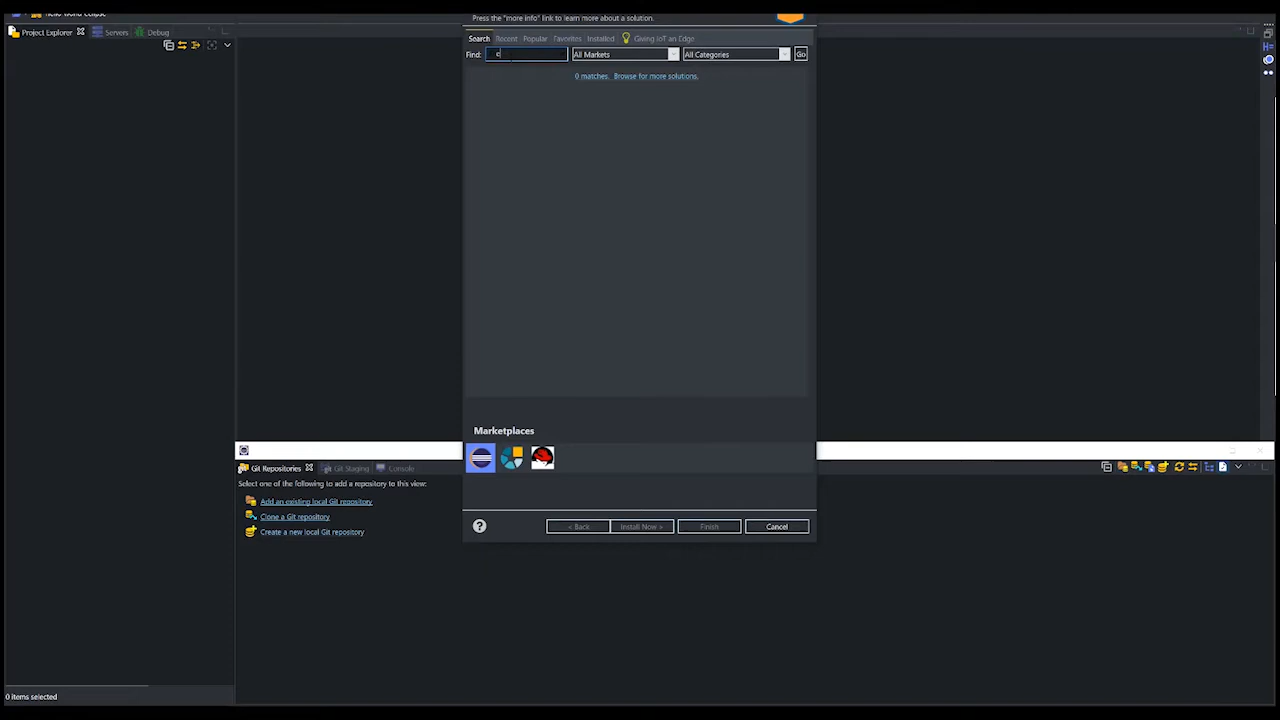 Press the "more info" link to learn more about a solution.
Project Explorer
Servers
Debug
Search
Recent
Popular
Favorites
Installed
Giving IoT an Edge
Find:
c
All Markets
All Categories
Go
0 matches. Browse for more solutions.
Marketplaces
Git Repositories
Git Staging
Console
Select one of the following to add a repository to this view:
Add an existing local Git repository
Clone a Git repository
Create a new local Git repository
?
< Back
Install Now >
Finish
Cancel
0 items selected